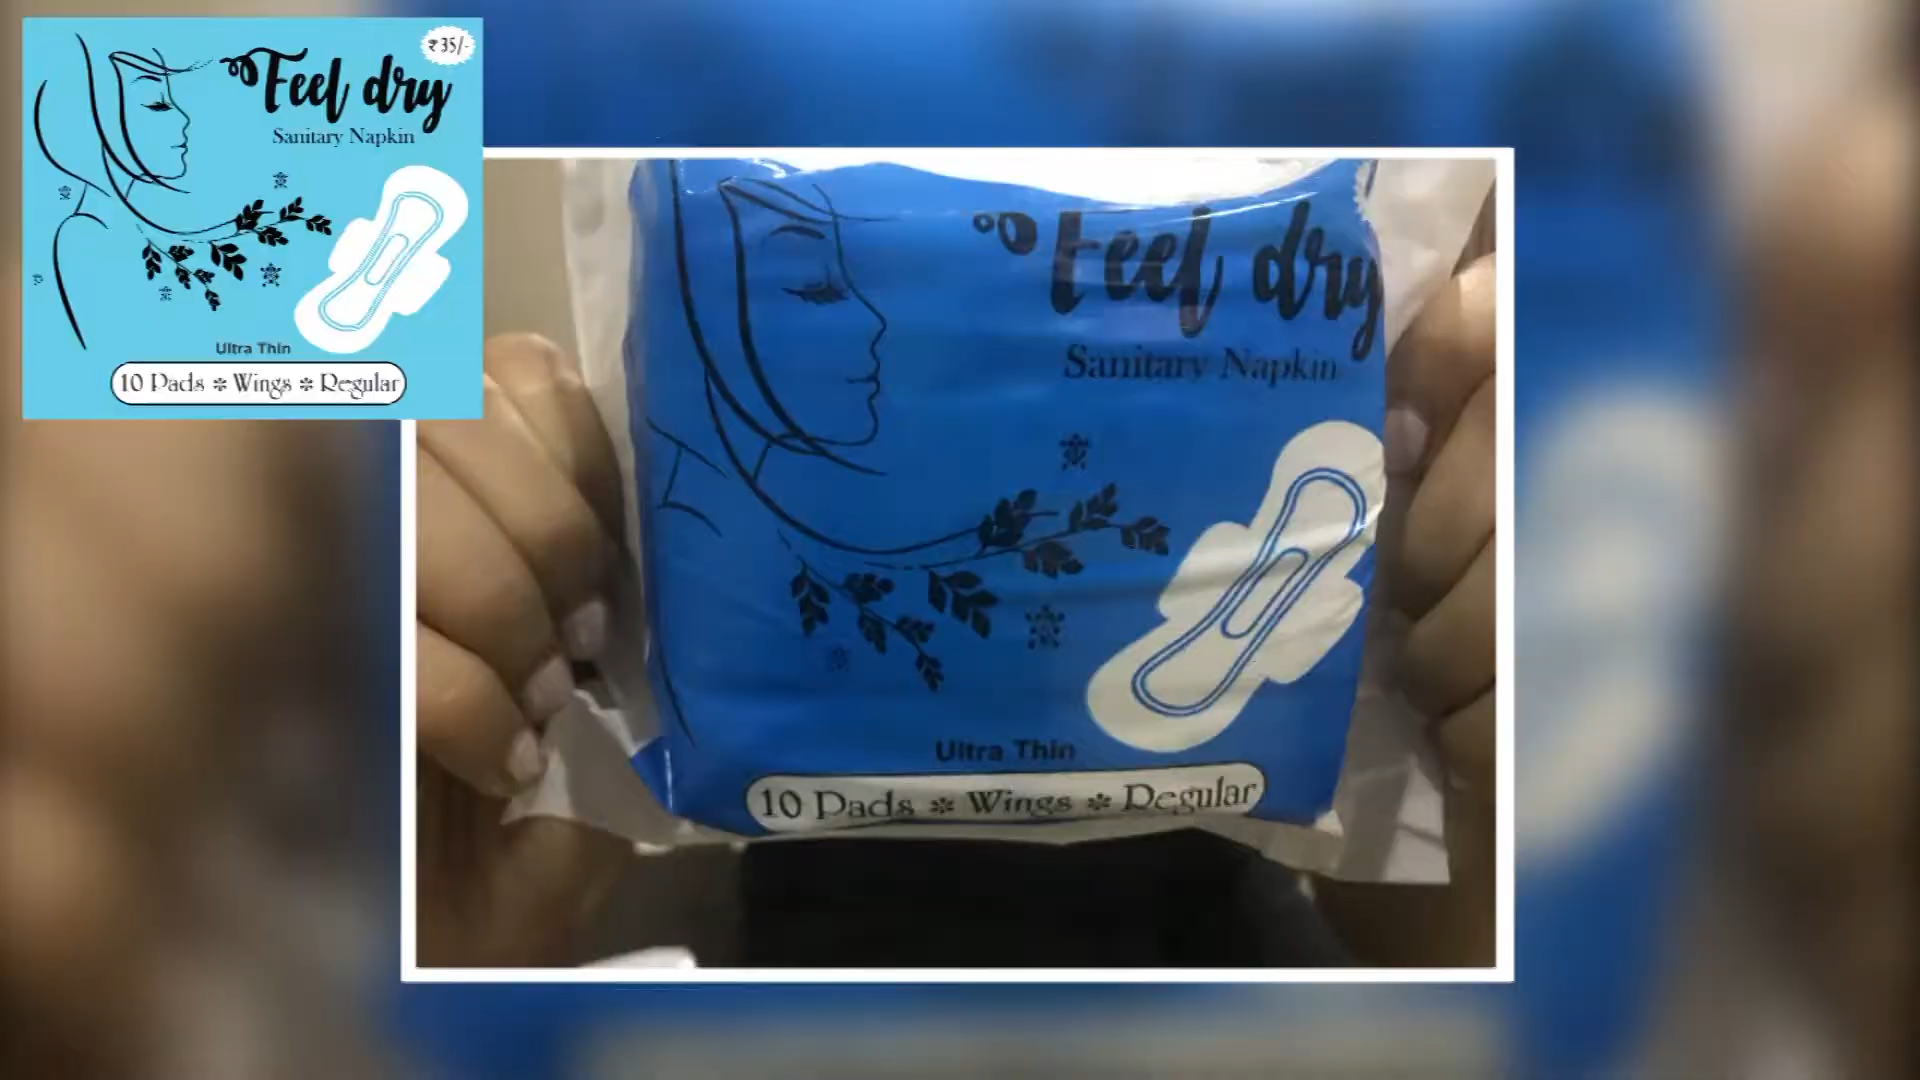 ₹35/-
Feel dry
Sanitary Napkin
Ultra Thin
10 Pads * Wings * Regular
Feel dry
Sanitary Napkin
Ultra Thin
10 Pads * Wings * Regular